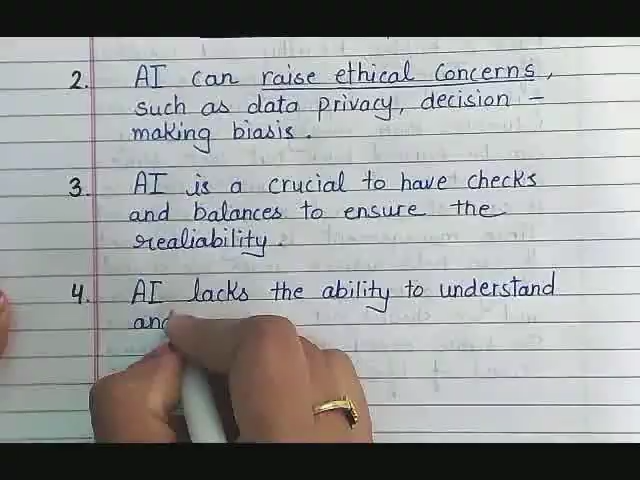 2. AI can raise ethical concerns,
such as data privacy, decision -
making biasis.
3. AI is a crucial to have checks
and balances to ensure the
realiability.
4. AI lacks the ability to understand
and